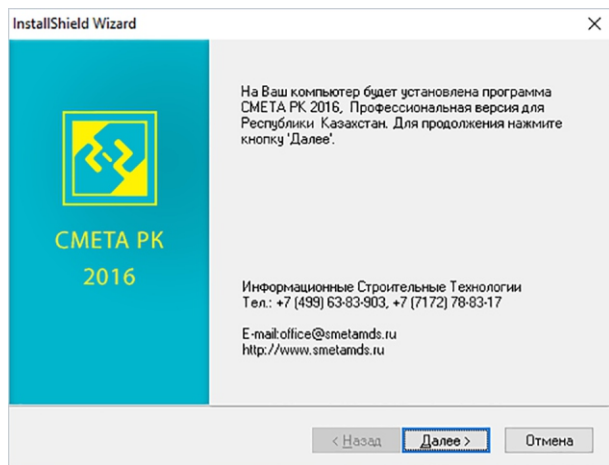 InstallShield Wizard
На Ваш компьютер будет установлена программа
СМЕТА РК 2016, Профессиональная версия для
Республики Казахстан. Для продолжения нажмите
кнопку 'Далее'.
СМЕТА РК
2016
Информационные Строительные Технологии
Тел.: +7 (499) 63-83-903, +7 (7172) 78-83-17
E-mail:office@smetamds.ru
http://www.smetamds.ru
< Назад
Далее >
Отмена